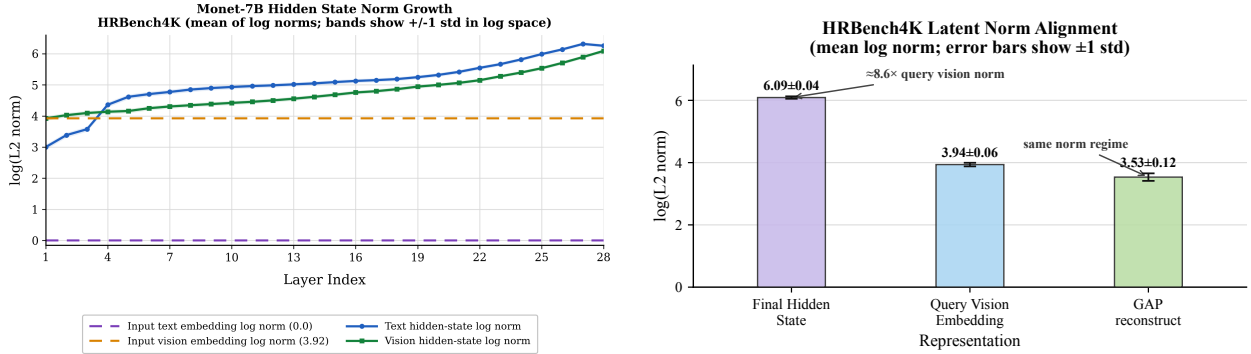 Monet-7B Hidden State Norm Growth
HRBench4K (mean of log norms; bands show +/-1 std in log space)
log(L2 norm)
6
5
4
3
2
1
0
1
4
7
10
13
16
19
22
25
28
Layer Index
Input text embedding log norm (0.0)
Input vision embedding log norm (3.92)
Text hidden-state log norm
Vision hidden-state log norm
HRBench4K Latent Norm Alignment
(mean log norm; error bars show ±1 std)
log(L2 norm)
6
4
2
0
6.09±0.04
≈8.6× query vision norm
3.94±0.06
same norm regime
3.53±0.12
Final Hidden
State
Query Vision
Embedding
GAP
reconstruct
Representation